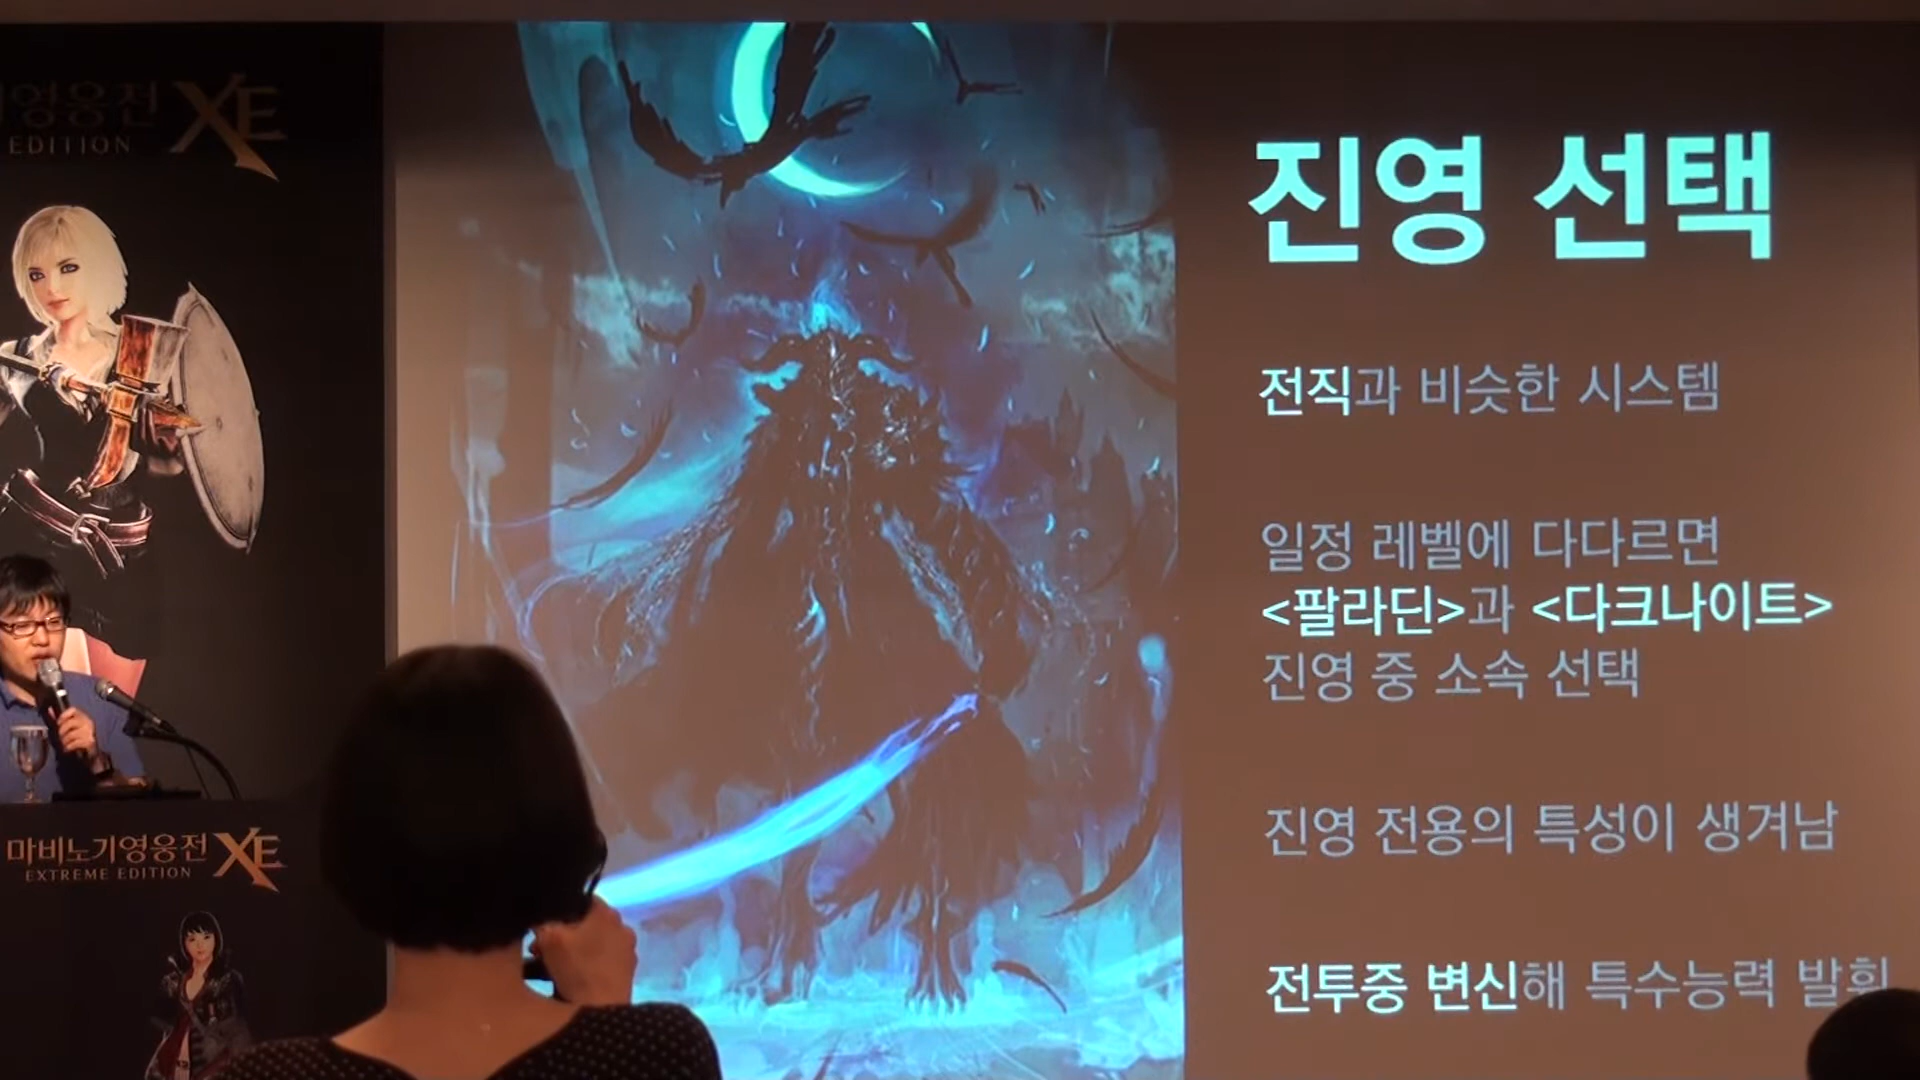 영웅전 XE
EDITION
진영 선택
전직과 비슷한 시스템
일정 레벨에 다다르면
<팔라딘>과 <다크나이트>
진영 중 소속 선택
진영 전용의 특성이 생겨남
전투중 변신해 특수능력 발휘
마비노기영웅전 XE
EXTREME EDITION